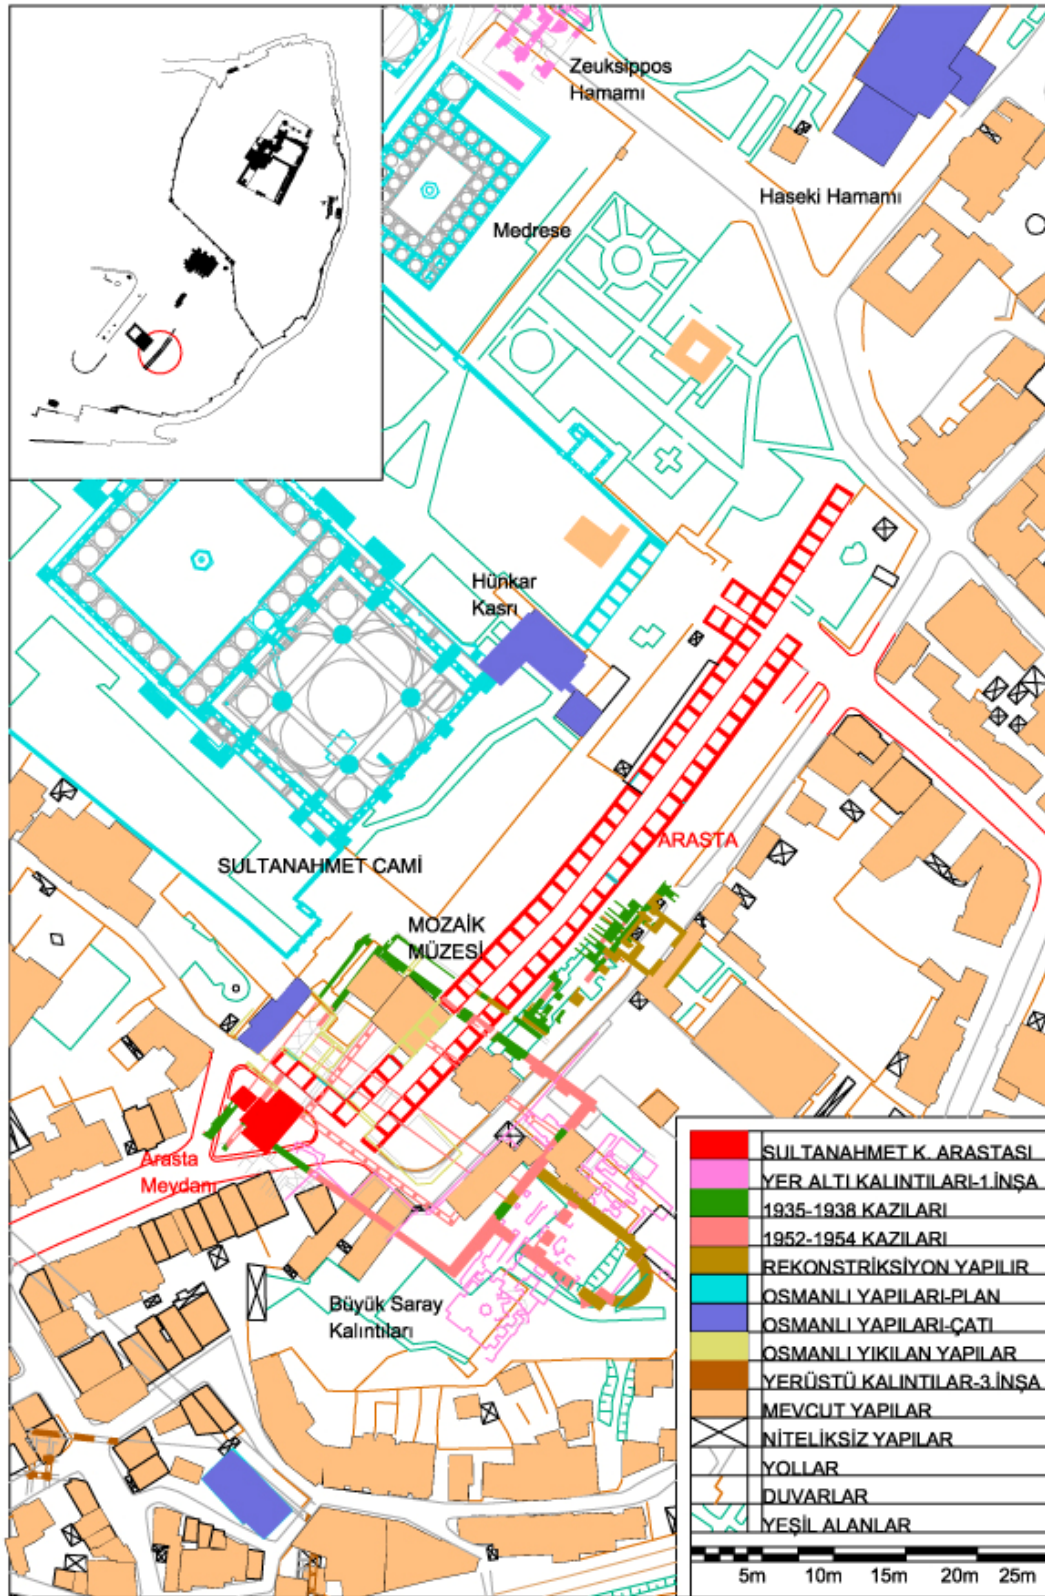 Zeuksippos
Hamamı
Haseki Hamamı
Medrese
Hünkar
Kasrı
ARASTA
SULTANAHMET CAMİ
MOZAİK
MÜZESİ
Arasta
Meydanı
Büyük Saray
Kalıntıları
SULTANAHMET K. ARASTASI
YER ALTI KALINTILARI-1.İNŞA
1935-1938 KAZILARI
1952-1954 KAZILARI
REKONSTRİKSİYON YAPILIR
OSMANLI YAPILARI-PLAN
OSMANLI YAPILARI-ÇATI
OSMANLI YIKILAN YAPILAR
YERÜSTÜ KALINTILAR-3.İNŞA
MEVCUT YAPILAR
NİTELİKSİZ YAPILAR
YOLLAR
DUVARLAR
YEŞİL ALANLAR
5m 10m 15m 20m 25m